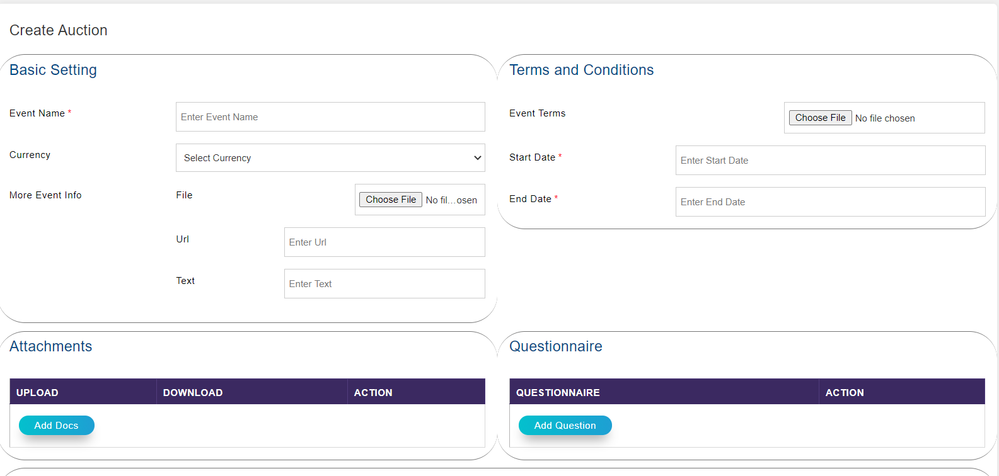 Create Auction
Basic Setting
Event Name *
Enter Event Name
Currency
Select Currency
More Event Info
File
Choose File No fil...osen
Url
Enter Url
Text
Enter Text
Terms and Conditions
Event Terms
Choose File No file chosen
Start Date *
Enter Start Date
End Date *
Enter End Date
Attachments
UPLOAD DOWNLOAD ACTION
Add Docs
Questionnaire
QUESTIONNAIRE ACTION
Add Question